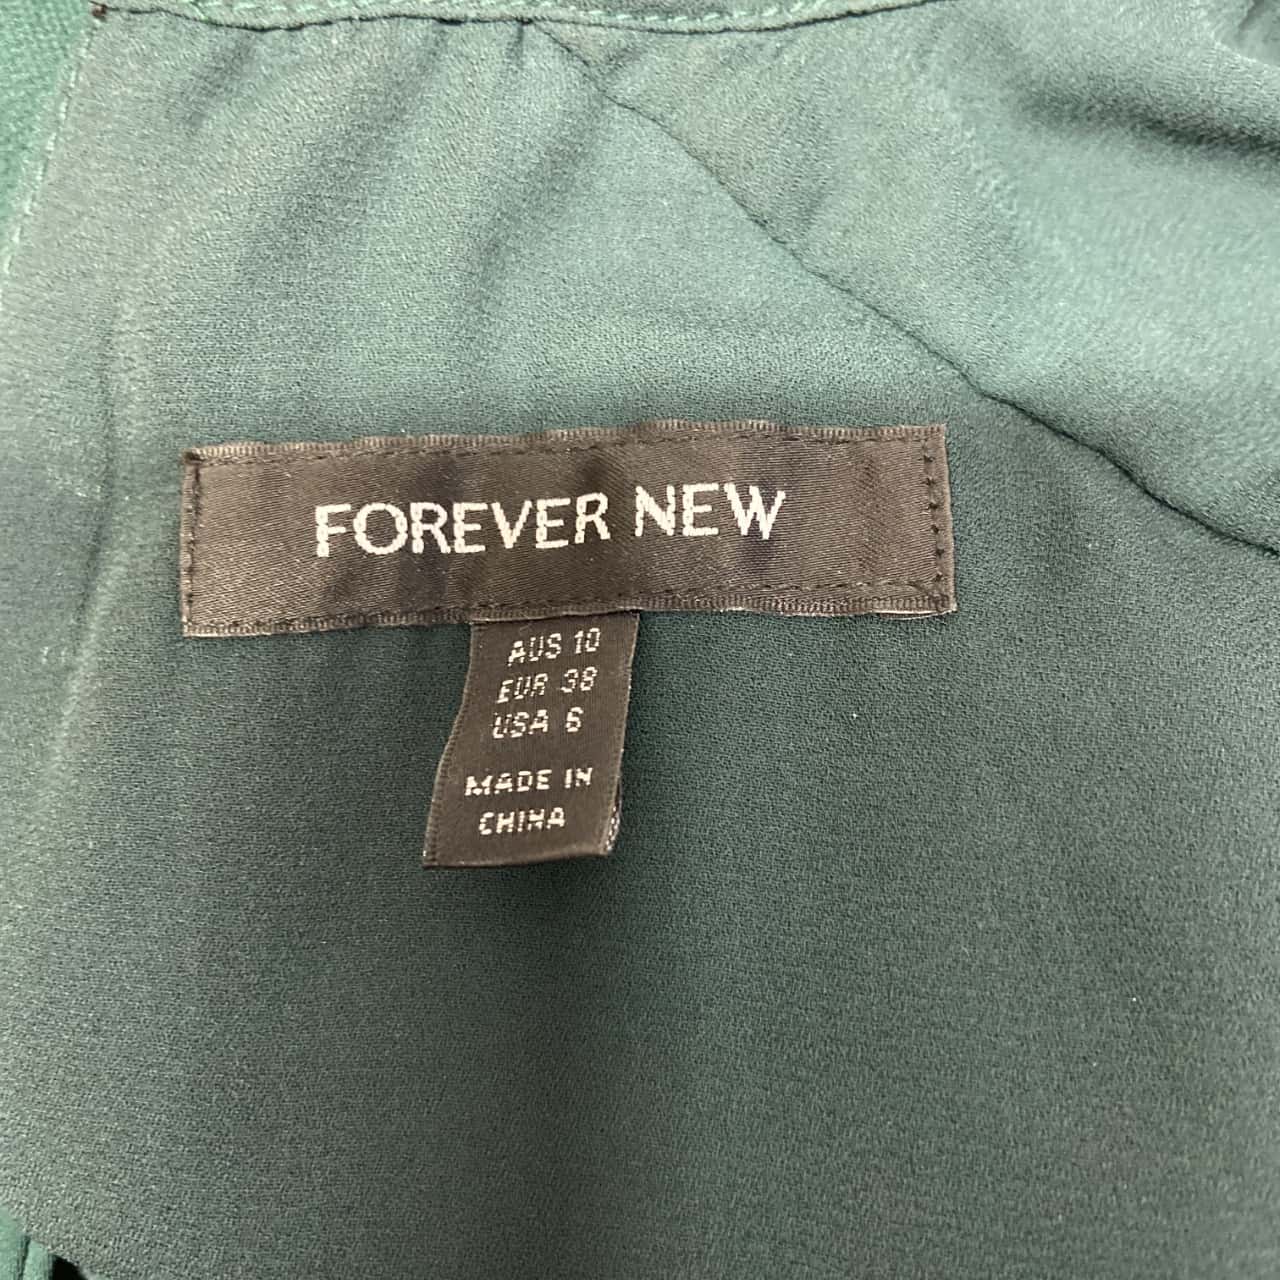 FOREVER NEW
AUS 10
EUR 38
USA 6
MADE IN
CHINA